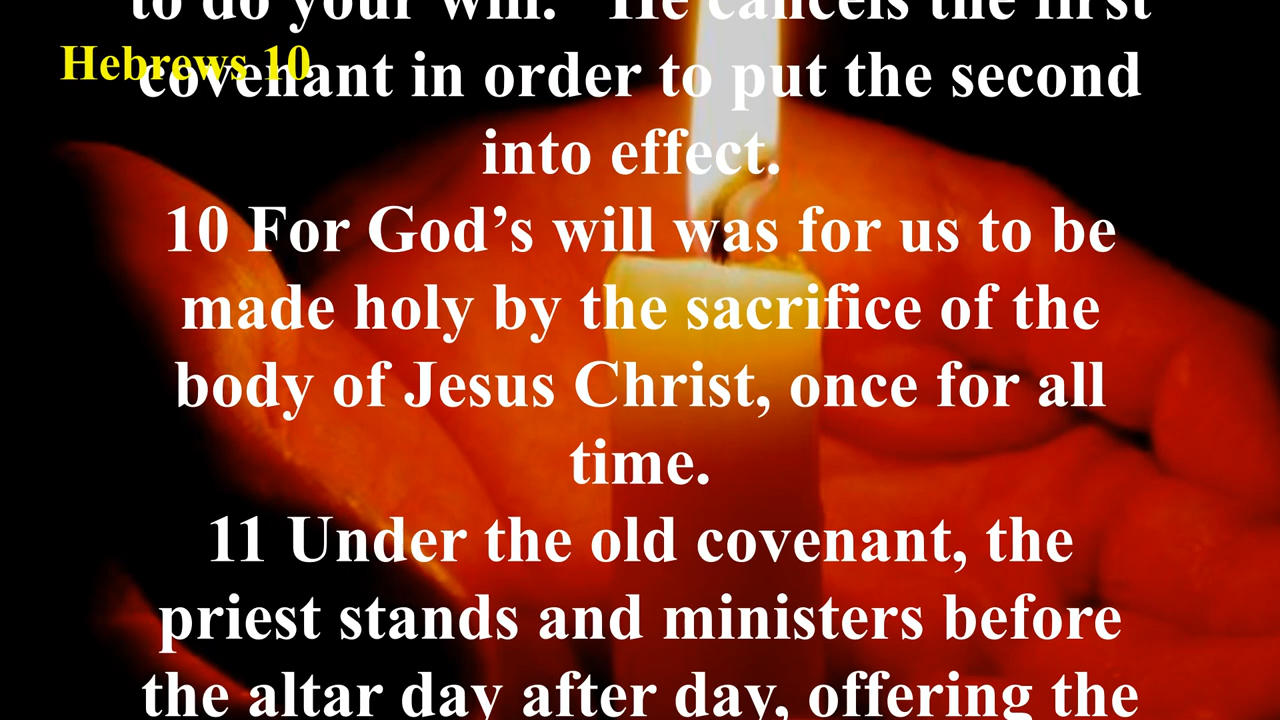 to do your will.” He cancels the first
Hebrews 10
covenant in order to put the second
into effect.
10 For God’s will was for us to be
made holy by the sacrifice of the
body of Jesus Christ, once for all
time.
11 Under the old covenant, the
priest stands and ministers before
the altar day after day, offering the